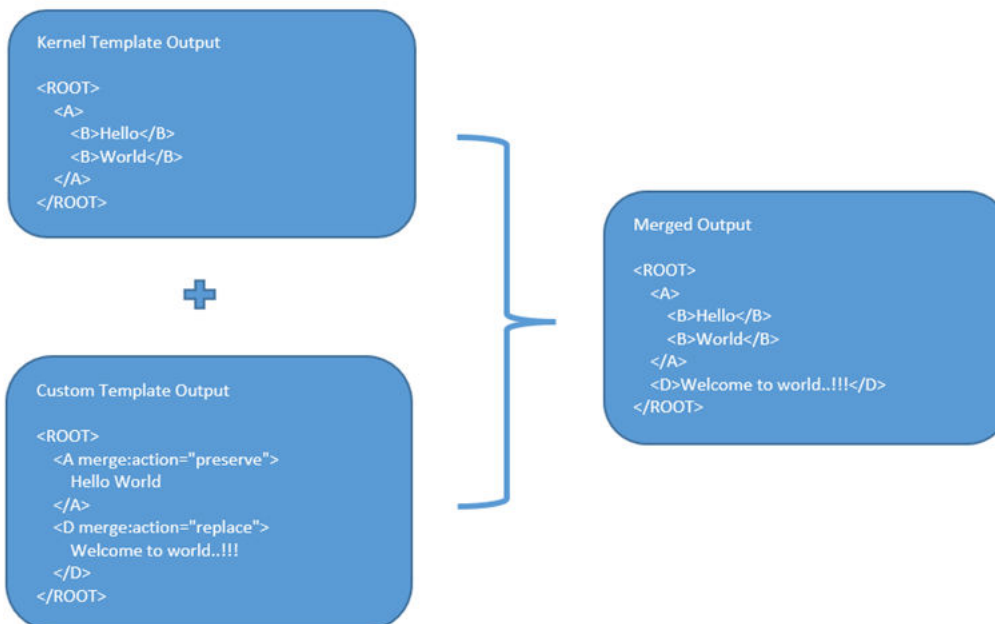 Kernel Template Output
<ROOT>
<A>
<B>Hello</B>
<B>World</B>
</A>
</ROOT>
Custom Template Output
<ROOT>
<A merge:action="preserve">
Hello World
</A>
<D merge:action="replace">
Welcome to world..!!!
</D>
</ROOT>
Merged Output
<ROOT>
<A>
<B>Hello</B>
<B>World</B>
</A>
<D>Welcome to world..!!!</D>
</ROOT>